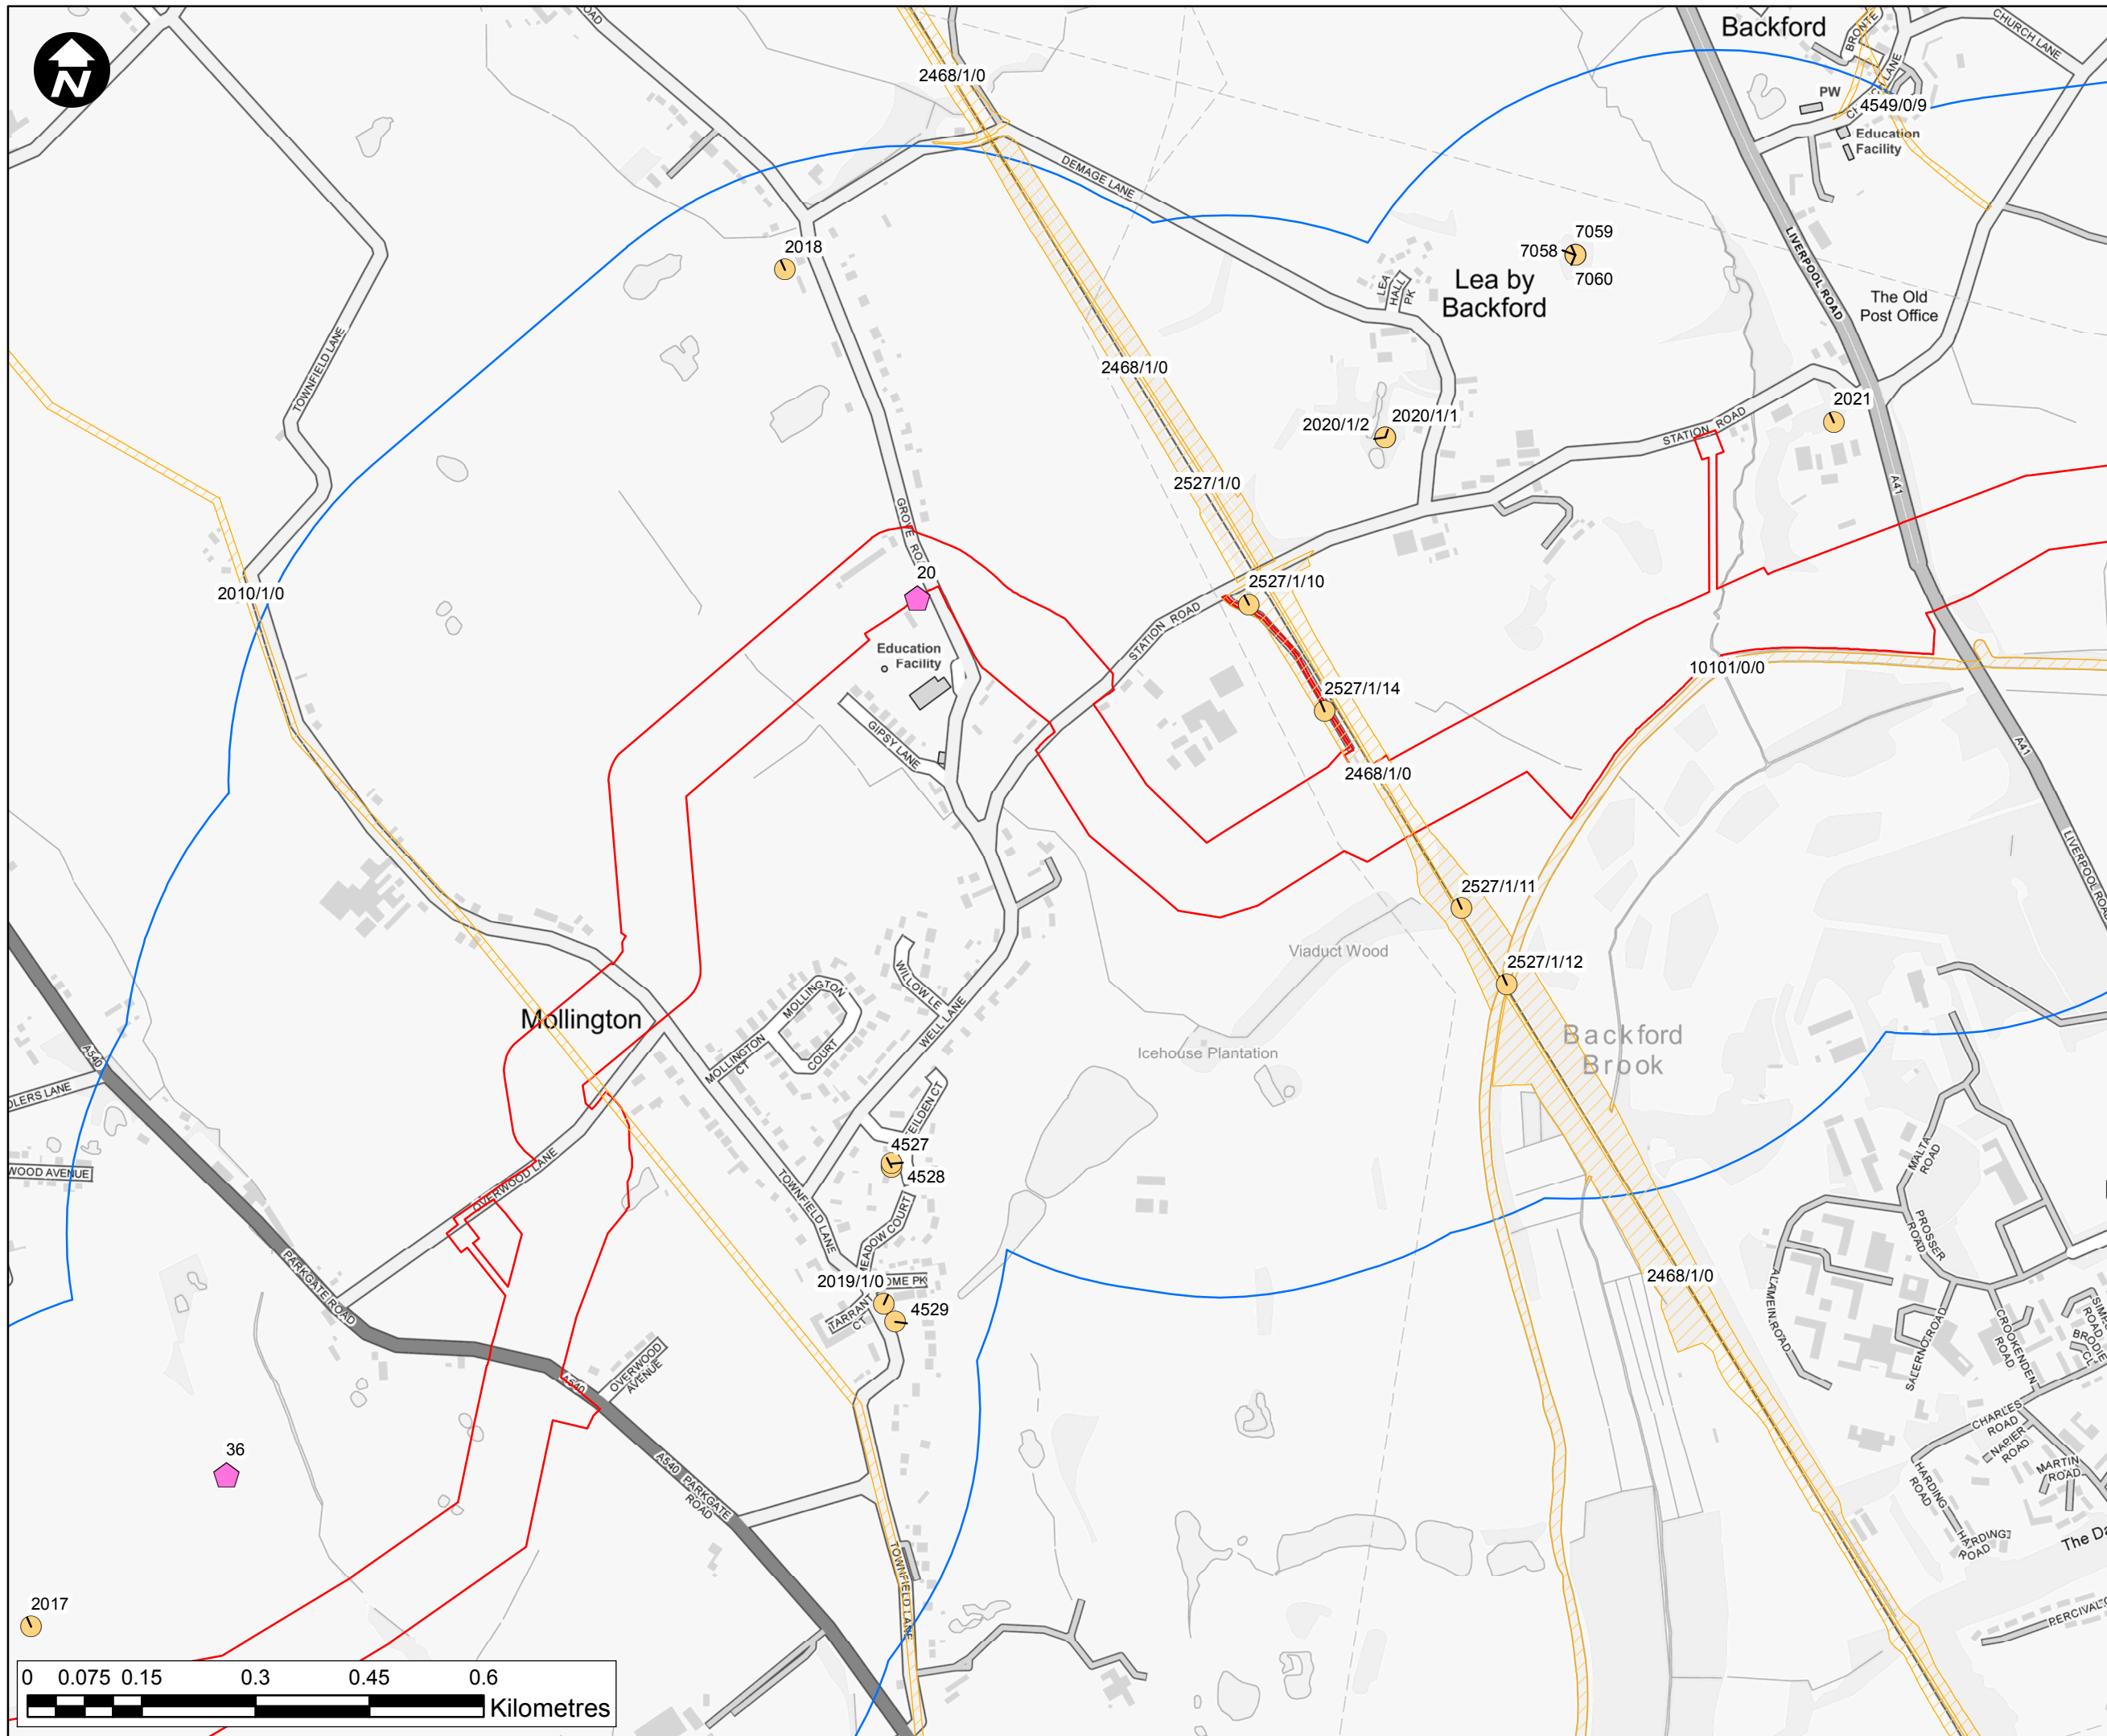 N
ROAD
2468/1/0
Backford
BRONTE
CHURCH LANE
LANE
PW
4549/0/9
Education
Facility
DEMAGE LANE
2018
7059
7058
7060
LEA
HALL
PK
Lea by
Backford
LIVERPOOL ROAD
The Old
Post Office
TOWNFIELD LANE
2468/1/0
2020/1/2
2020/1/1
2021
STATION ROAD
2527/1/0
A41
GROVE
20
2527/1/10
2010/1/0
STATION ROAD
Education
Facility
10101/0/0
2527/1/14
GIPSY LANE
A41
2468/1/0
LIVERPOOL ROAD
2527/1/11
Viaduct Wood
2527/1/12
WILLOW LE
MOLLINGTON
COURT
Mollington
WELL LANE
MOLLINGTON
CT
Backford
Brook
Icehouse Plantation
A540
WOOD AVENUE
4527
4528
MALTA
ROAD
OVERWOOD LANE
TOWNFIELD LANE
MEADOW COURT
PROSSER
ROAD
PARKGATE ROAD
2019/1/0
TARRANT
CT
4529
2468/1/0
ALAMEIN ROAD
SALERNO ROAD
CROOKENDEN
ROAD
OVERWOOD
AVENUE
A540
CHARLES
ROAD
NAPIER
ROAD
MARTIN
ROAD
36
A540 PARKGATE
ROAD
HARDING
ROAD
HARDING
ROAD
TOWNFIELD LANE
2017
0 0.075 0.15 0.3 0.45 0.6
Kilometres